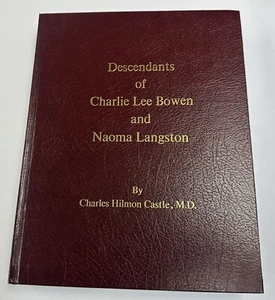 Descendants
of
Charlie Lee Bowen
and
Naoma Langston
By
Charles Hilmon Castle, M.D.